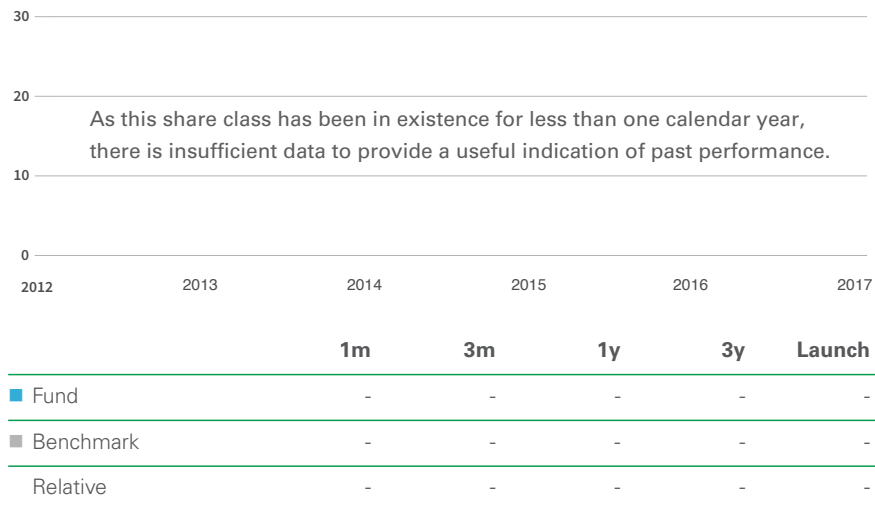 30
20
As this share class has been in existence for less than one calendar year,
there is insufficient data to provide a useful indication of past performance.
10
0
2012 2013 2014 2015 2016 2017
1m 3m 1y 3y Launch
Fund - - - - -
Benchmark - - - - -
Relative - - - - -